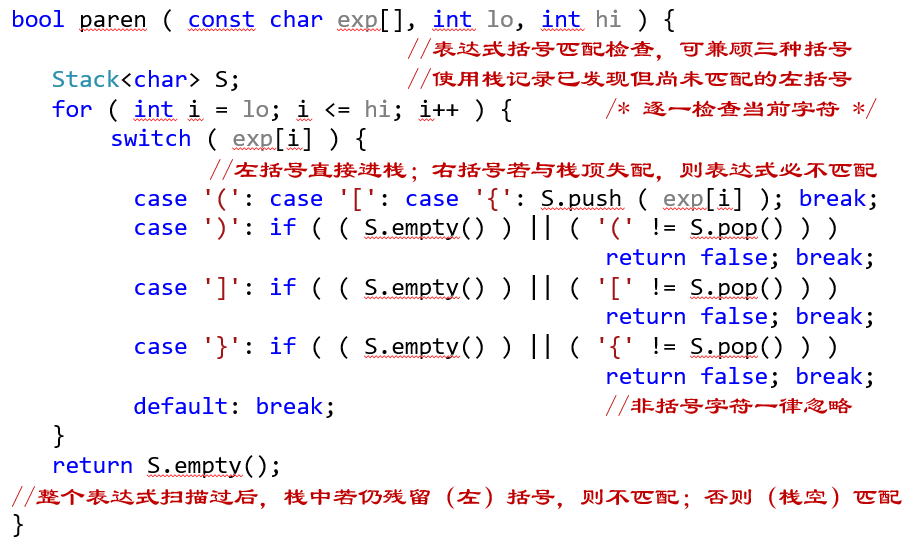 bool paren ( const char exp[], int lo, int hi ) {
//表达式括号匹配检查，可兼顾三种括号
Stack<char> S; //使用栈记录已发现但尚未匹配的左括号
for ( int i = lo; i <= hi; i++ ) { /* 逐一检查当前字符 */
switch ( exp[i] ) {
//左括号直接进栈；右括号若与栈顶失配，则表达式必不匹配
case '(': case '[': case '{': S.push ( exp[i] ); break;
case ')': if ( ( S.empty() ) || ( '(' != S.pop() ) )
return false; break;
case ']': if ( ( S.empty() ) || ( '[' != S.pop() ) )
return false; break;
case '}': if ( ( S.empty() ) || ( '{' != S.pop() ) )
return false; break;
default: break; //非括号字符一律忽略
}
return S.empty();
//整个表达式扫描过后，栈中若仍残留（左）括号，则不匹配；否则（栈空）匹配
}